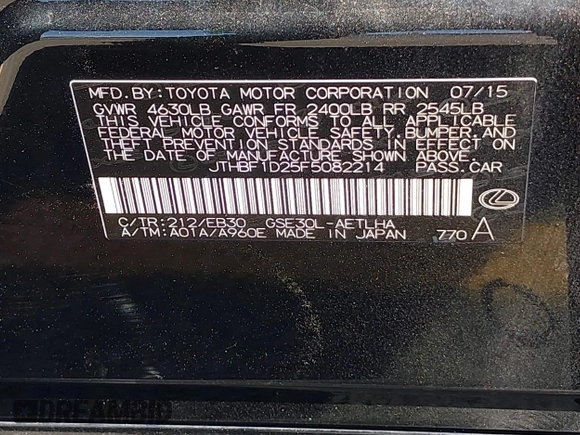 MFD.BY:TOYOTA MOTOR CORPORATION 07/15
GVWR 4630LB GAWR FR 2400LB RR 2545LB
THIS VEHICLE CONFORMS TO ALL APPLICABLE
FEDERAL MOTOR VEHICLE SAFETY,BUMPER,AND
THEFT PREVENTION STANDARDS IN EFFECT ON
THE DATE OF MANUFACTURE SHOWN ABOVE.
JTHBF1D25F5082214 PASS.CAR
C/TR:212/EB30 GSE30L-AETLHA
A/TM:A01A/A960E MADE IN JAPAN 770 A
DREAMBID